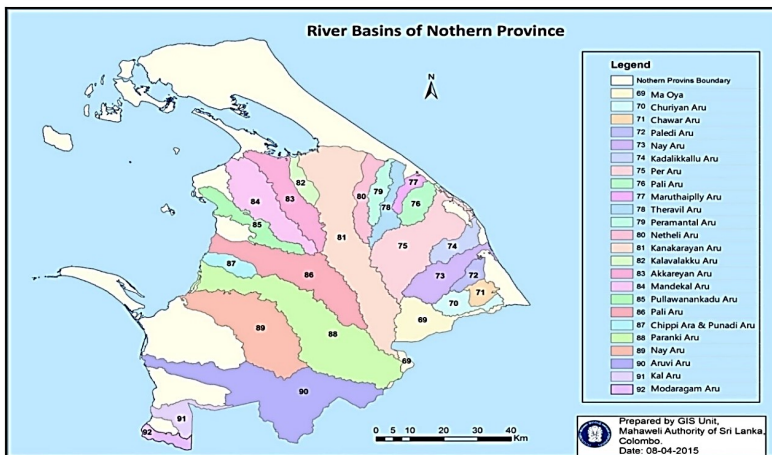 River Basins of Nothern Province
N
Legend
Nothern Provins Boundary
69 Ma Oya
70 Churiyan Aru
71 Chawar Aru
72 Paledi Aru
73 Nay Aru
74 Kadalikkallu Aru
75 Per Aru
76 Pali Aru
77 Maruthaiplly Aru
78 Theravil Aru
79 Peramantal Aru
80 Netheli Aru
81 Kanakarayan Aru
82 Kalavalakku Aru
83 Akkareyan Aru
84 Mandekal Aru
85 Pullawanankadu Aru
86 Pali Aru
87 Chippi Ara & Punadi Aru
88 Paranki Aru
89 Nay Aru
90 Aruvi Aru
91 Kal Aru
92 Modaragam Aru
82
77
84
83
80
79
78
76
85
81
75
74
87
86
73
72
71
70
89
88
69
69
90
91
92
0 5 10 20 30 40
Km
Prepared by GIS Unit,
Mahaweli Authority of Sri Lanka,
Colombo.
Date: 08-04-2015